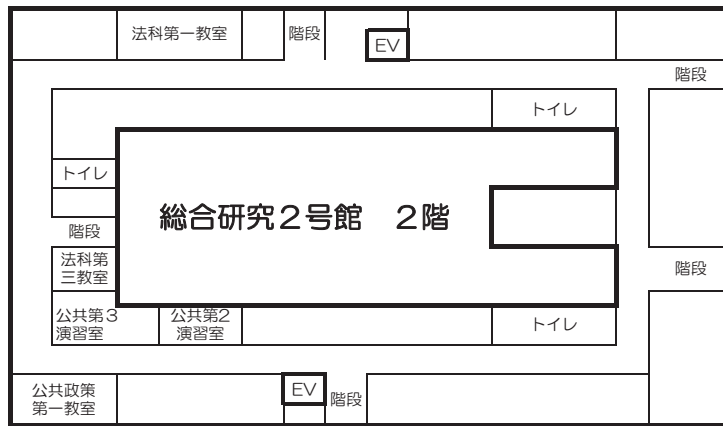 法科第一教室
階段
EV
階段
トイレ
トイレ
総合研究２号館　２階
階段
法科第
三教室
階段
公共第３
演習室
公共第2
演習室
トイレ
公共政策
第一教室
EV
階段